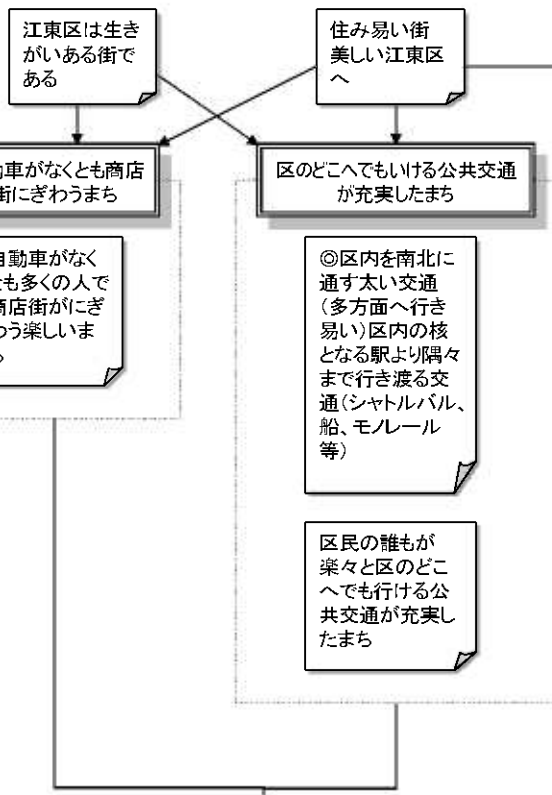 江東区は生き
がいある街で
ある
住み易い街
美しい江東区
へ
動車がなくとも商店
街にぎわうまち
区のどこへでもいける公共交通
が充実したまち
自動車がなく
も多くの人で
商店街がにぎ
わう楽しいま
◎区内を南北に
通す太い交通
(多方面へ行き
易い)区内の核
となる駅より隅々
まで行き渡る交
通(シャトルバル、
船、モノレール
等)
区民の誰もが
楽々と区のどこ
へでも行ける公
共交通が充実し
たまち